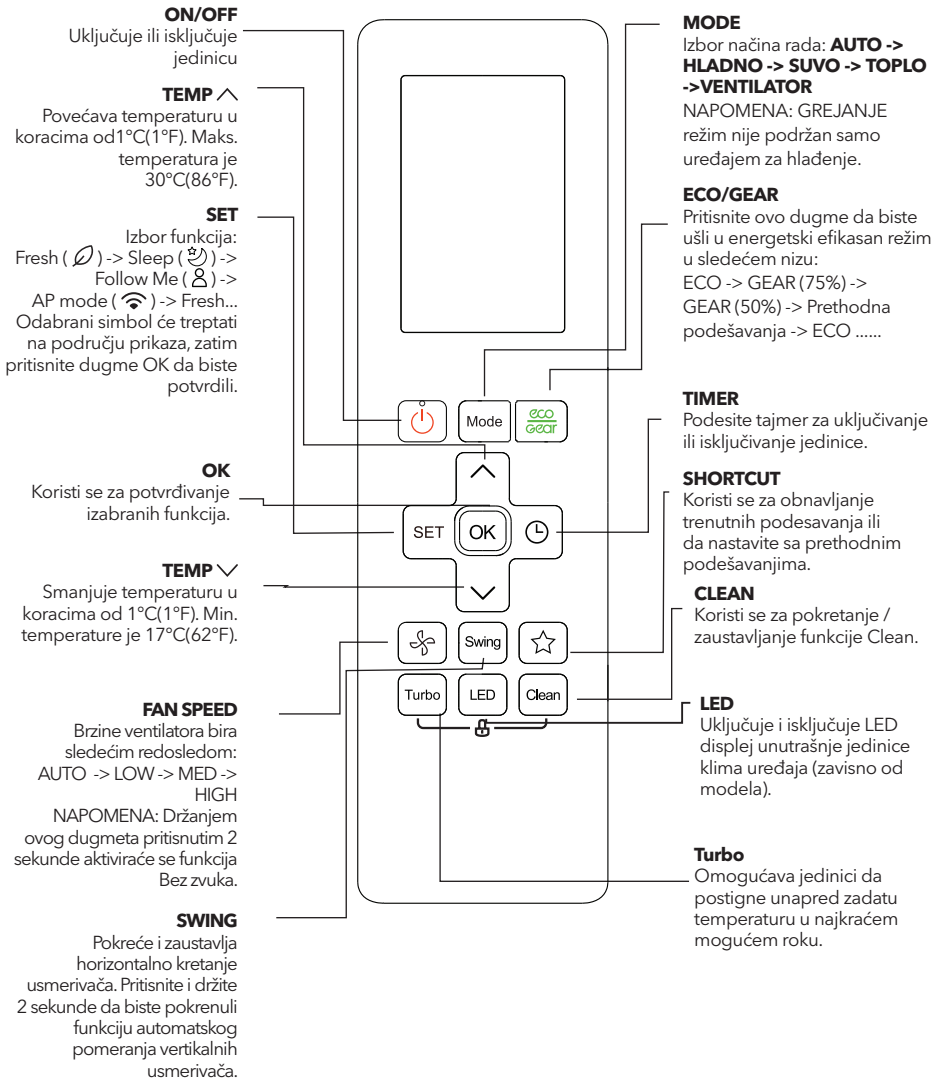 ON/OFF
Uključuje ili isključuje
jedinicu
TEMP
Povećava temperaturu u
koracima od1°C(1°F). Maks.
temperatura je
30°C(86°F).
SET
Izbor funkcija:
Fresh ( ) -> Sleep ( ) ->
Follow Me ( ) ->
AP mode ( ) -> Fresh...
Odabrani simbol će treptati
na području prikaza, zatim
pritisnite dugme OK da biste
potvrdili.
OK
Koristi se za potvrđivanje
izabranih funkcija.
TEMP
Smanjuje temperaturu u
koracima od 1°C(1°F). Min.
temperature je 17°C(62°F).
FAN SPEED
Brzine ventilatora bira
sledećim redosledom:
AUTO -> LOW -> MED ->
HIGH
NAPOMENA: Držanjem
ovog dugmeta pritisnutim 2
sekunde aktiviraće se funkcija
Bez zvuka.
SWING
Pokreće i zaustavlja
horizontalno kretanje
usmerivača. Pritisnite i držite
2 sekunde da biste pokrenuli
funkciju automatskog
pomeranja vertikalnih
usmerivača.
Mode
eco
Gear
SET
OK
Swing
Turbo
LED
Clean
MODE
Izbor načina rada: AUTO ->
HLADNO -> SUVO -> TOPLO
->VENTILATOR
NAPOMENA: GREJANJE
režim nije podržan samo
uređajem za hlađenje.
ECO/GEAR
Pritisnite ovo dugme da biste
ušli u energetski efikasan režim
u sledećem nizu:
ECO -> GEAR (75%) ->
GEAR (50%) -> Prethodna
podešavanja -> ECO ......
TIMER
Podesite tajmer za uključivanje
ili isključivanje jedinice.
SHORTCUT
Koristi se za obnavljanje
trenutnih podesavanja ili
da nastavite sa prethodnim
podešavanjima.
CLEAN
Koristi se za pokretanje /
zaustavljanje funkcije Clean.
LED
Uključuje i isključuje LED
displej unutrašnje jedinice
klima uređaja (zavisno od
modela).
Turbo
Omogućava jedinici da
postigne unapred zadatu
temperaturu u najkraćem
mogućem roku.